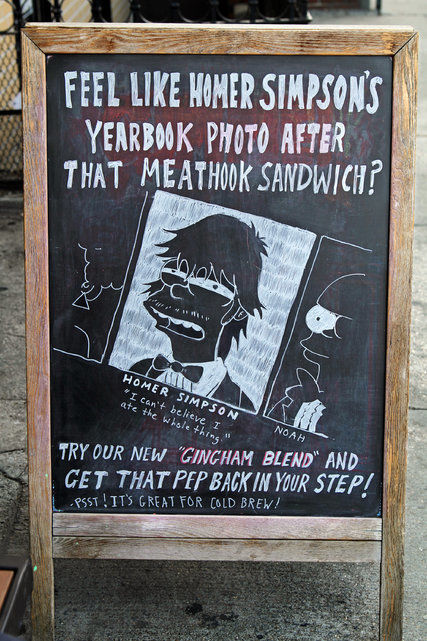 FEEL LIKE HOMER SIMPSON'S
YEARBOOK PHOTO AFTER
THAT MEATHOOK SANDWICH?
HOMER SIMPSON
"I can't believe I
ate the whole thing."
NOAH
TRY OUR NEW "GINGHAM BLEND" AND
GET THAT PEP BACK IN YOUR STEP!
-PSST! IT'S GREAT FOR COLD BREW!